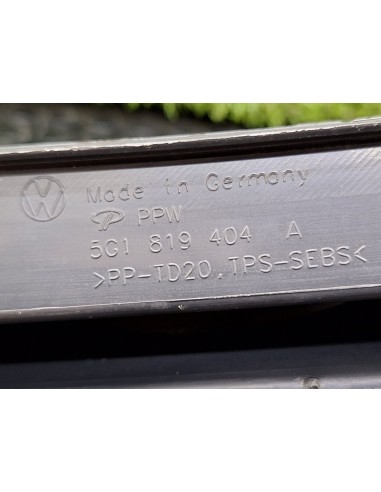 Made in Germany
PPW
5G1 819 404 A
>PP-TD20.TPS-SEBS<